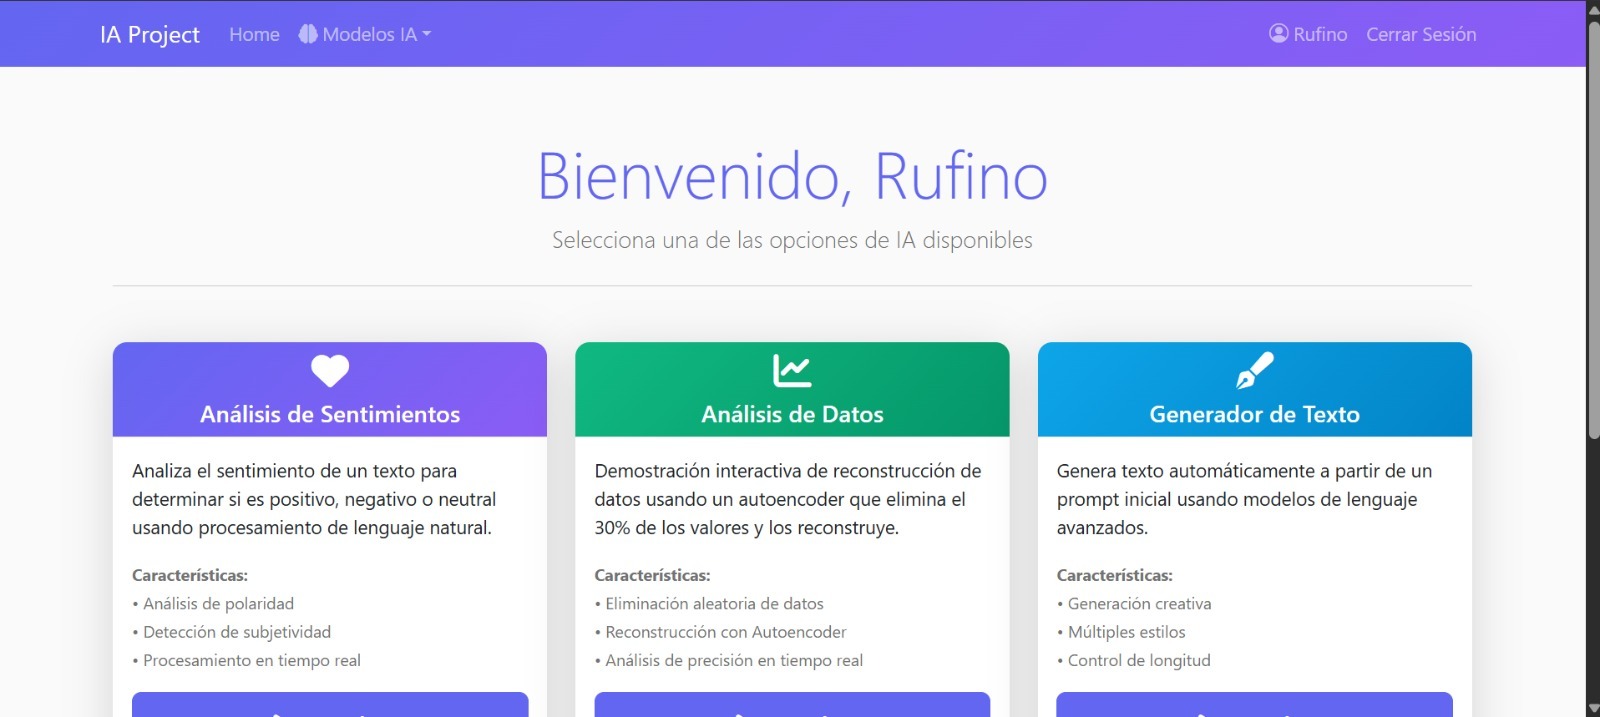 IA Project Home Modelos IA Rufino Cerrar Sesión
Bienvenido, Rufino
Selecciona una de las opciones de IA disponibles
Análisis de Sentimientos
Analiza el sentimiento de un texto para
determinar si es positivo, negativo o neutral
usando procesamiento de lenguaje natural.
Características:
• Análisis de polaridad
• Detección de subjetividad
• Procesamiento en tiempo real
Análisis de Datos
Demostración interactiva de reconstrucción de
datos usando un autoencoder que elimina el
30% de los valores y los reconstruye.
Características:
• Eliminación aleatoria de datos
• Reconstrucción con Autoencoder
• Análisis de precisión en tiempo real
Generador de Texto
Genera texto automáticamente a partir de un
prompt inicial usando modelos de lenguaje
avanzados.
Características:
• Generación creativa
• Múltiples estilos
• Control de longitud